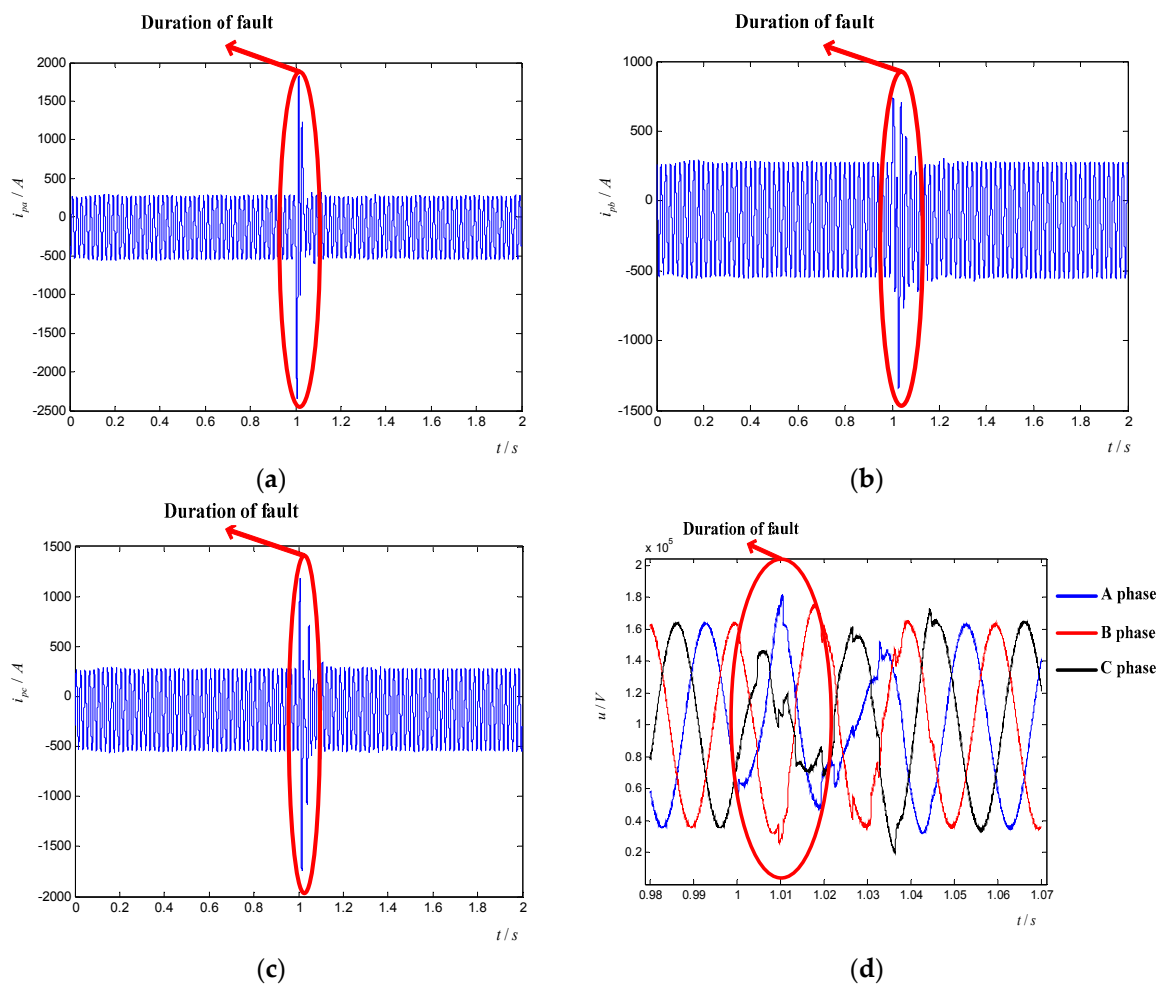 Duration of fault
2000
1500
1000
500
0
-500
-1000
-1500
-2000
-2500
i_pa / A
0 0.2 0.4 0.6 0.8 1 1.2 1.4 1.6 1.8 2
t / s
(a)
Duration of fault
1000
500
0
-500
-1000
-1500
i_pb / A
0 0.2 0.4 0.6 0.8 1 1.2 1.4 1.6 1.8 2
t / s
(b)
Duration of fault
1500
1000
500
0
-500
-1000
-1500
-2000
i_pc / A
0 0.2 0.4 0.6 0.8 1 1.2 1.4 1.6 1.8 2
t / s
(c)
Duration of fault
x 10^5
2
1.8
1.6
1.4
1.2
1
0.8
0.6
0.4
0.2
u / V
0.98 0.99 1 1.01 1.02 1.03 1.04 1.05 1.06 1.07
t / s
A phase
B phase
C phase
(d)